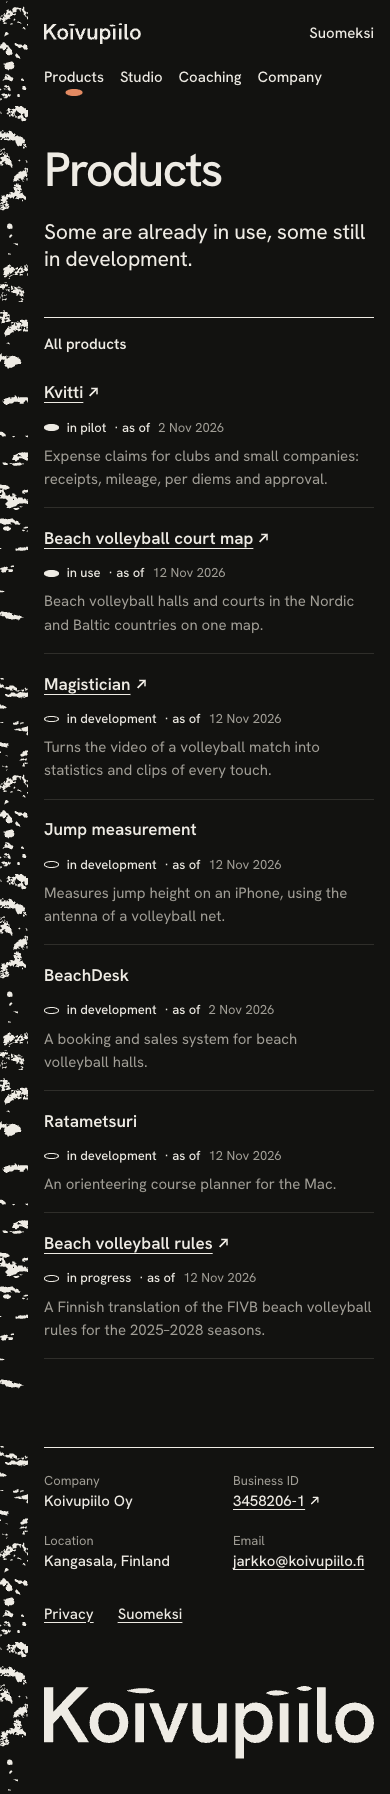 Koivupiilo
Suomeksi
Products Studio Coaching Company
Products
Some are already in use, some still
in development.
All products
Kvitti ↗
in pilot · as of 2 Nov 2026
Expense claims for clubs and small companies:
receipts, mileage, per diems and approval.
Beach volleyball court map ↗
in use · as of 12 Nov 2026
Beach volleyball halls and courts in the Nordic
and Baltic countries on one map.
Magistician ↗
in development · as of 12 Nov 2026
Turns the video of a volleyball match into
statistics and clips of every touch.
Jump measurement
in development · as of 12 Nov 2026
Measures jump height on an iPhone, using the
antenna of a volleyball net.
BeachDesk
in development · as of 2 Nov 2026
A booking and sales system for beach
volleyball halls.
Ratametsuri
in development · as of 12 Nov 2026
An orienteering course planner for the Mac.
Beach volleyball rules ↗
in progress · as of 12 Nov 2026
A Finnish translation of the FIVB beach volleyball
rules for the 2025–2028 seasons.
Company
Koivupiilo Oy
Business ID
3458206-1 ↗
Location
Kangasala, Finland
Email
jarkko@koivupiilo.fi
Privacy Suomeksi
Koivupiilo